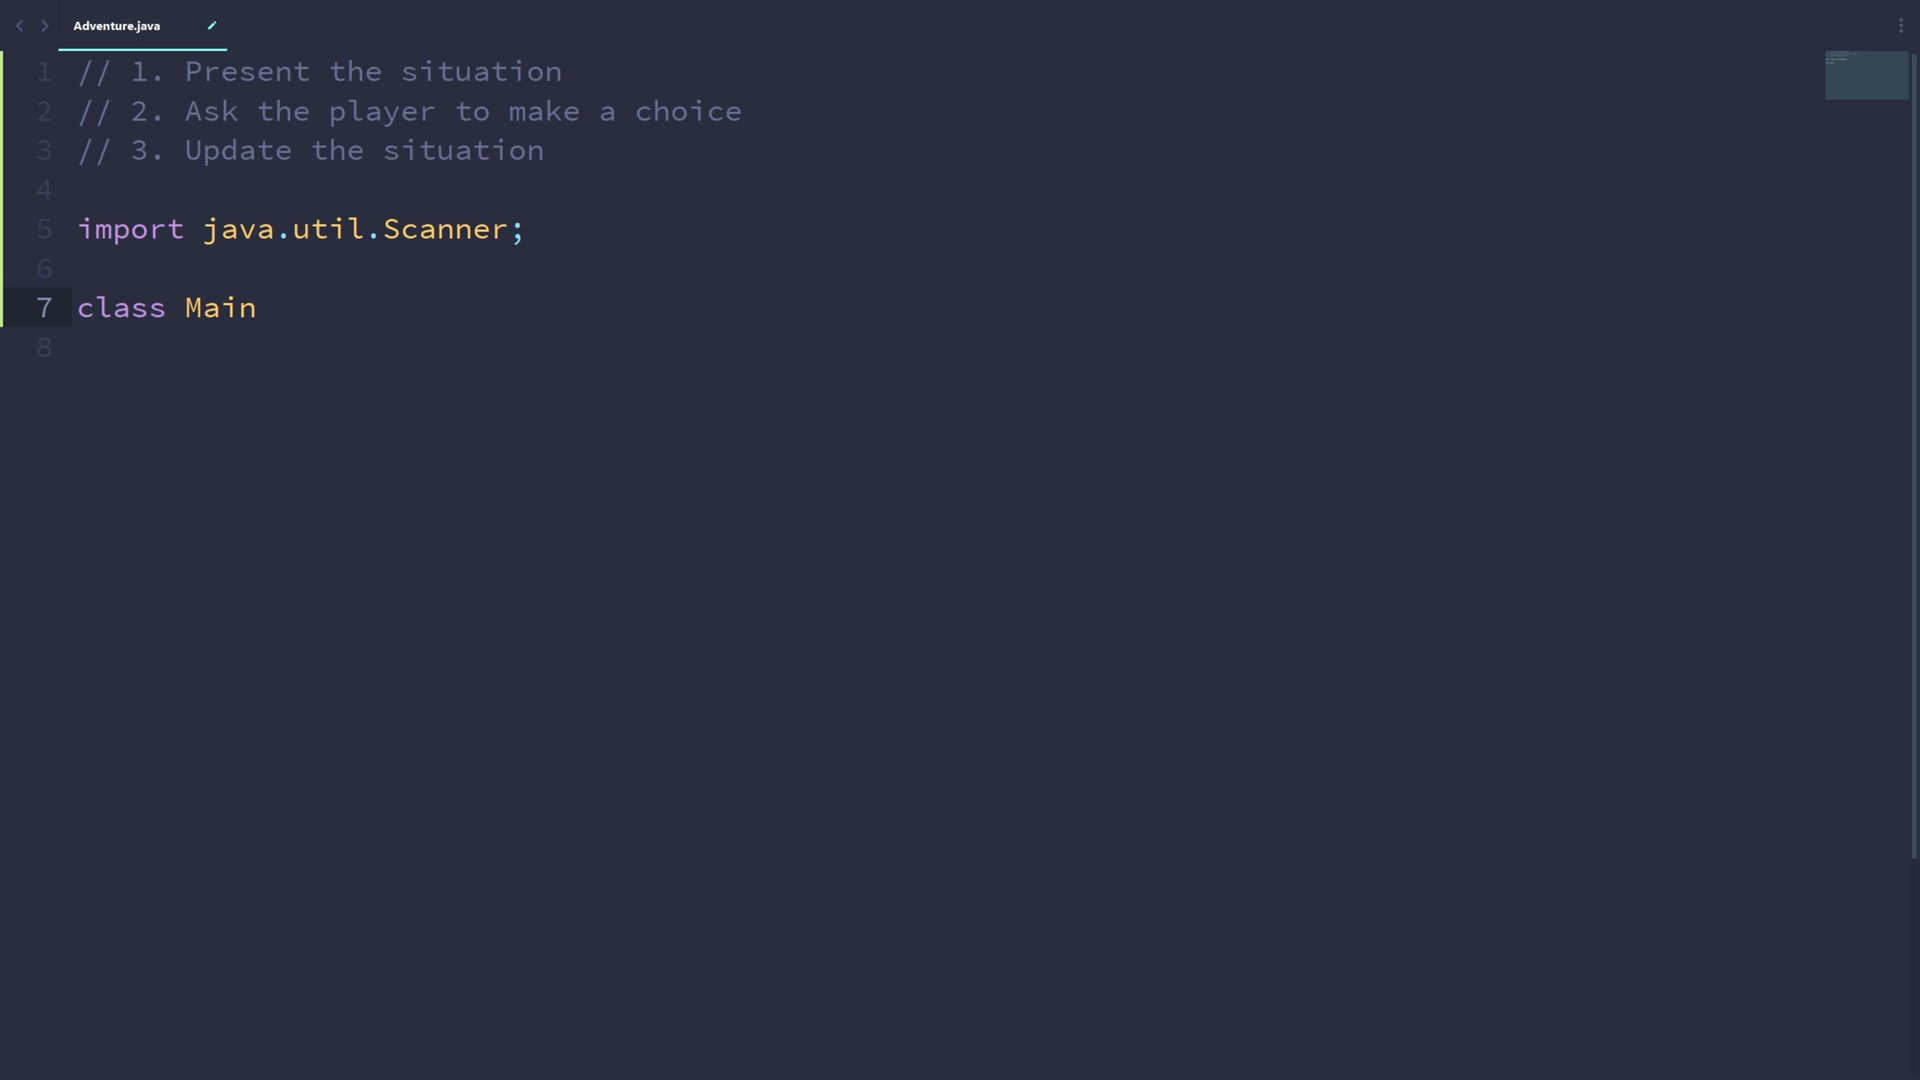 Adventure.java
1 // 1. Present the situation
2 // 2. Ask the player to make a choice
3 // 3. Update the situation
4
5 import java.util.Scanner;
6
7 class Main
8